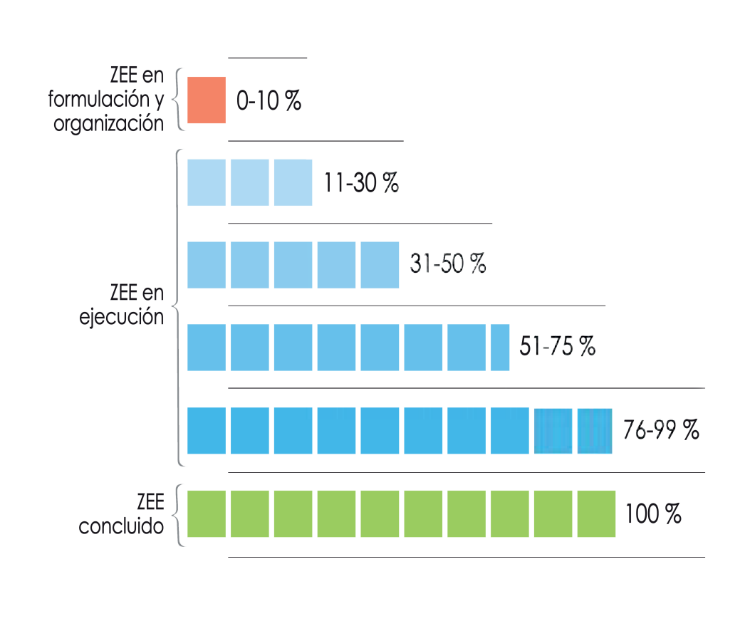 ZEE en
formulación y
organización
0-10 %
11-30 %
31-50 %
ZEE en
ejecución
51-75 %
76-99 %
ZEE
concluido
100 %